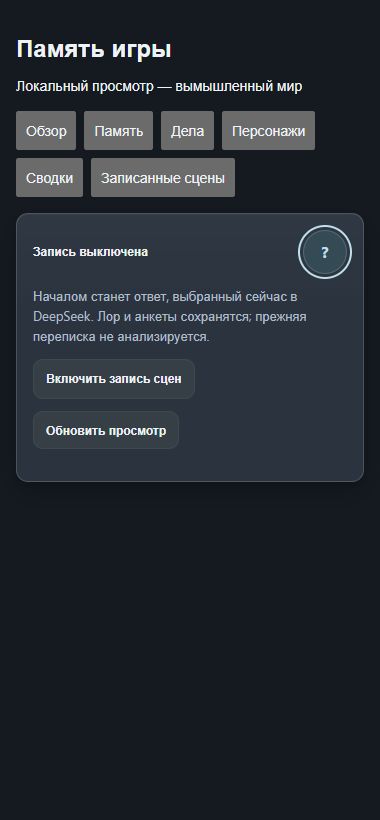 Память игры
Локальный просмотр — вымышленный мир
Обзор Память Дела Персонажи
Сводки Записанные сцены
Запись выключена ?
Началом станет ответ, выбранный сейчас в
DeepSeek. Лор и анкеты сохранятся; прежняя
переписка не анализируется.
Включить запись сцен
Обновить просмотр